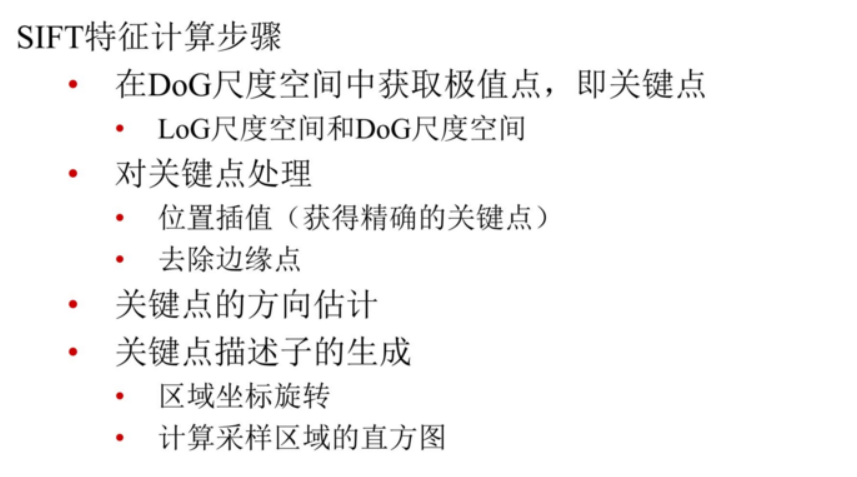 SIFT特征计算步骤
• 在DoG尺度空间中获取极值点，即关键点
• LoG尺度空间和DoG尺度空间
• 对关键点处理
• 位置插值（获得精确的关键点）
• 去除边缘点
• 关键点的方向估计
• 关键点描述子的生成
• 区域坐标旋转
• 计算采样区域的直方图